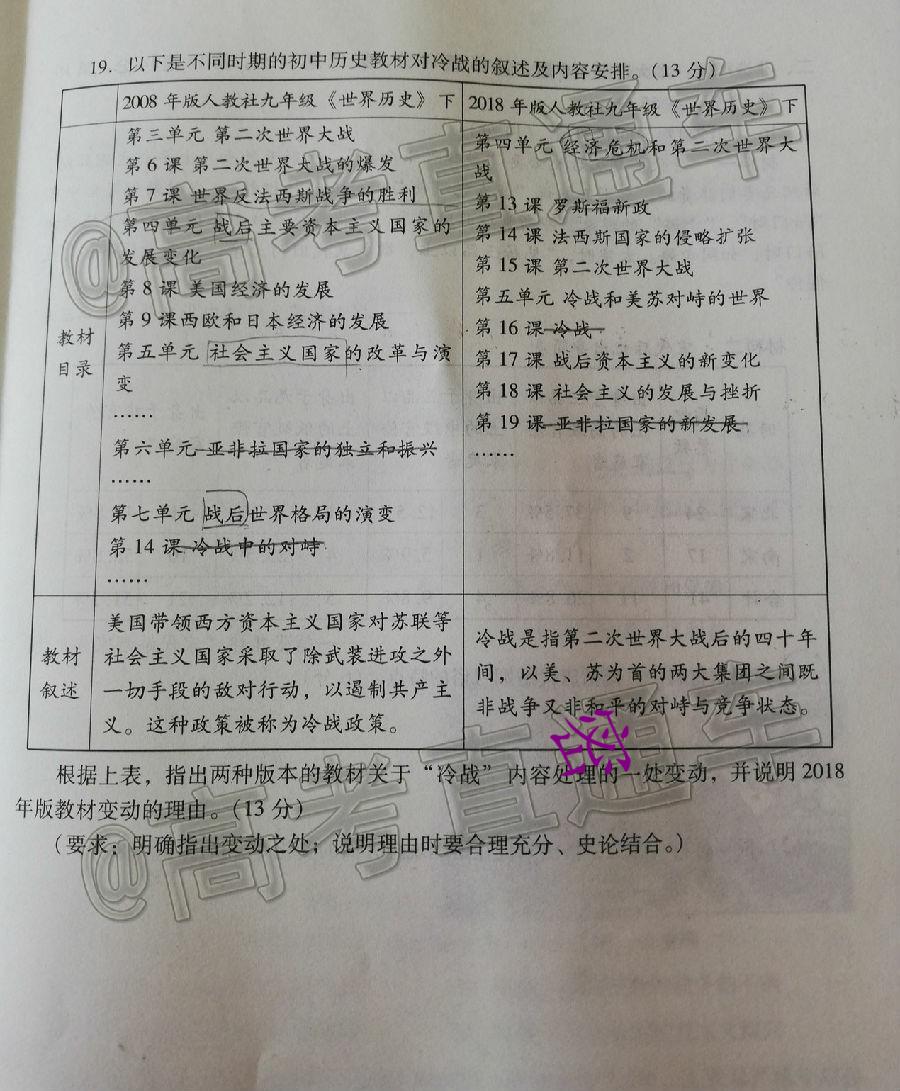 19. 以下是不同时期的初中历史教材对冷战的叙述及内容安排。(13 分)
2008 年版人教社九年级《世界历史》下
2018 年版人教社九年级《世界历史》下
教材
目录
第三单元 第二次世界大战
第 6 课 第二次世界大战的爆发
第 7 课 世界反法西斯战争的胜利
第四单元 战后主要资本主义国家的
发展变化
第 8 课 美国经济的发展
第 9 课西欧和日本经济的发展
第五单元 社会主义国家的改革与演
变
……
第六单元 亚非拉国家的独立和振兴
……
第七单元 战后世界格局的演变
第 14 课 冷战中的对峙
……
第四单元 经济危机和第二次世界大
战
第 13 课 罗斯福新政
第 14 课 法西斯国家的侵略扩张
第 15 课 第二次世界大战
第五单元 冷战和美苏对峙的世界
第 16 课 冷战
第 17 课 战后资本主义的新变化
第 18 课 社会主义的发展与挫折
第 19 课 亚非拉国家的新发展
……
教材
叙述
美国带领西方资本主义国家对苏联等
社会主义国家采取了除武装进攻之外
一切手段的敌对行动，以遏制共产主
义。这种政策被称为冷战政策。
冷战是指第二次世界大战后的四十年
间，以美、苏为首的两大集团之间既
非战争又非和平的对峙与竞争状态。
密
根据上表，指出两种版本的教材关于“冷战”内容处理的一处变动，并说明 2018
年版教材变动的理由。(13 分)
（要求：明确指出变动之处；说明理由时要合理充分、史论结合。）
@高考直通车
@高考直通车